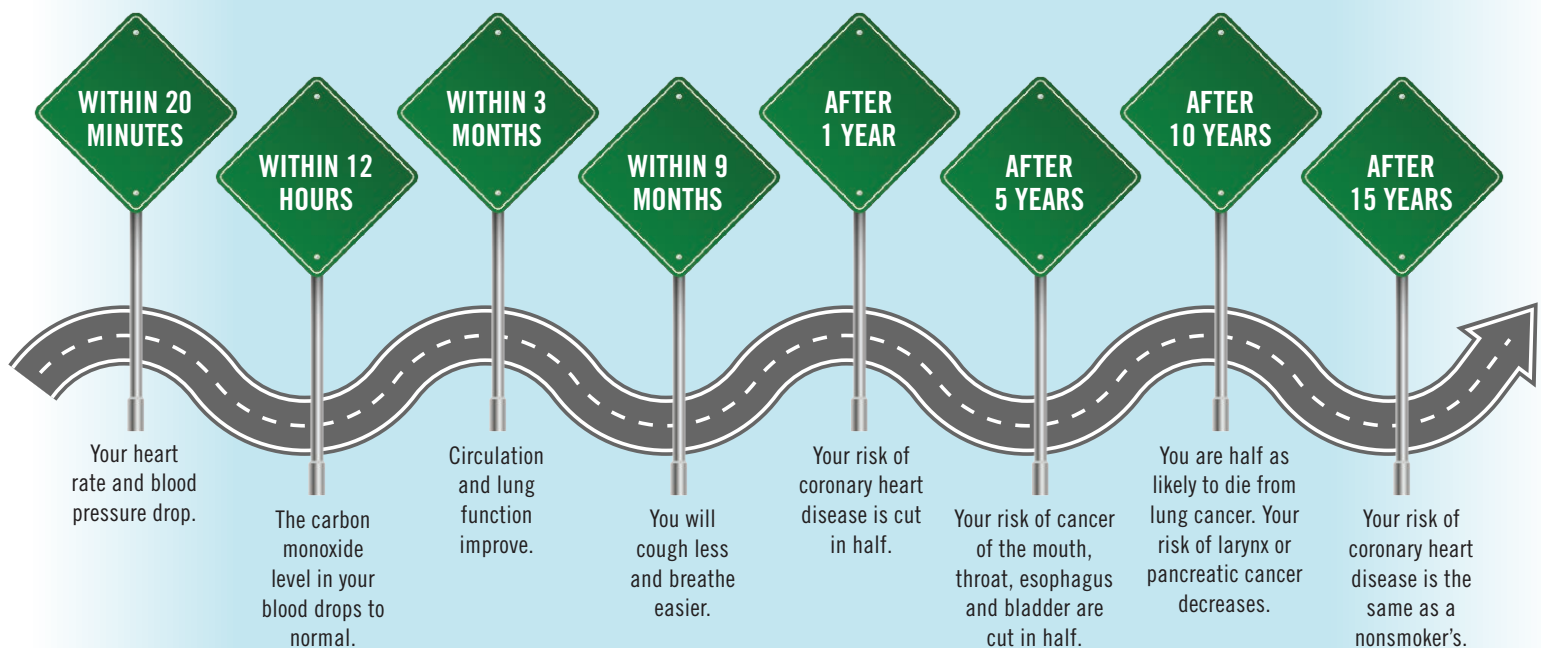 WITHIN 20
MINUTES
Your heart
rate and blood
pressure drop.
WITHIN 12
HOURS
The carbon
monoxide
level in your
blood drops to
normal.
WITHIN 3
MONTHS
Circulation
and lung
function
improve.
WITHIN 9
MONTHS
You will
cough less
and breathe
easier.
AFTER
1 YEAR
Your risk of
coronary heart
disease is cut
in half.
AFTER
5 YEARS
Your risk of cancer
of the mouth,
throat, esophagus
and bladder are
cut in half.
AFTER
10 YEARS
You are half as
likely to die from
lung cancer. Your
risk of larynx or
pancreatic cancer
decreases.
AFTER
15 YEARS
Your risk of
coronary heart
disease is the
same as a
nonsmoker's.